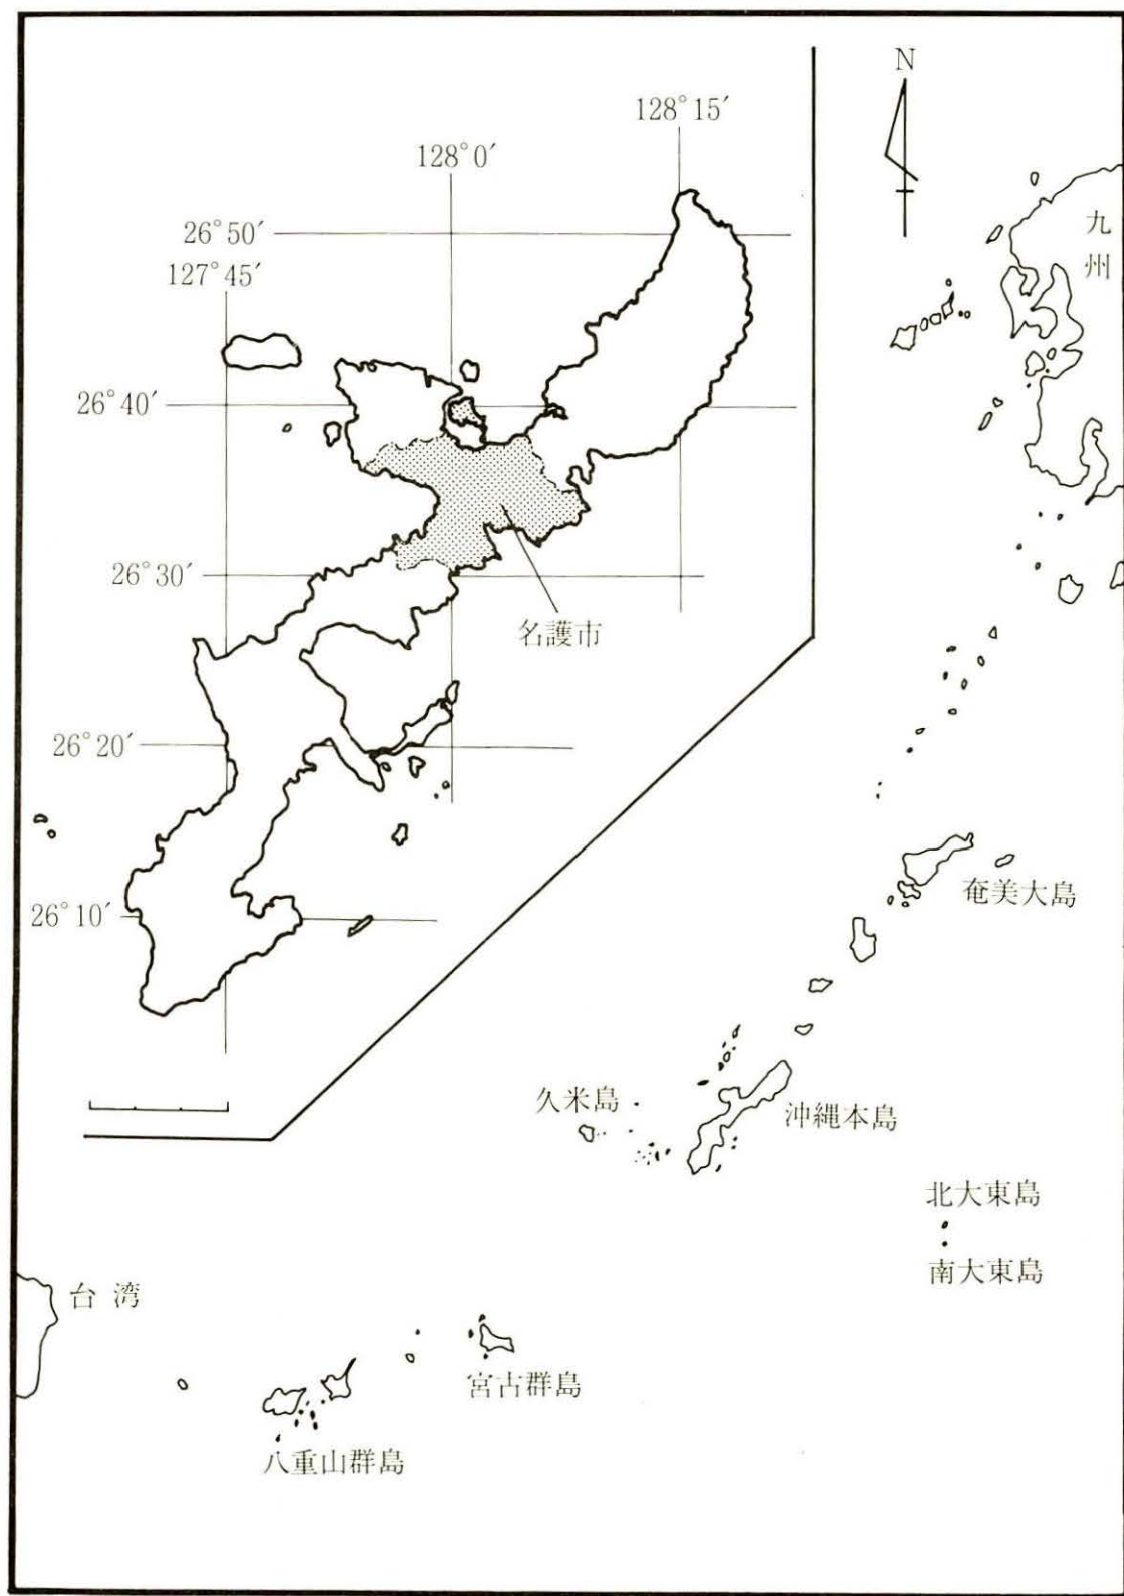 N
128°15′
128°0′
26°50′
127°45′
26°40′
26°30′
名護市
26°20′
26°10′
九州
奄美大島
久米島
沖縄本島
北大東島
南大東島
台湾
宮古群島
八重山群島